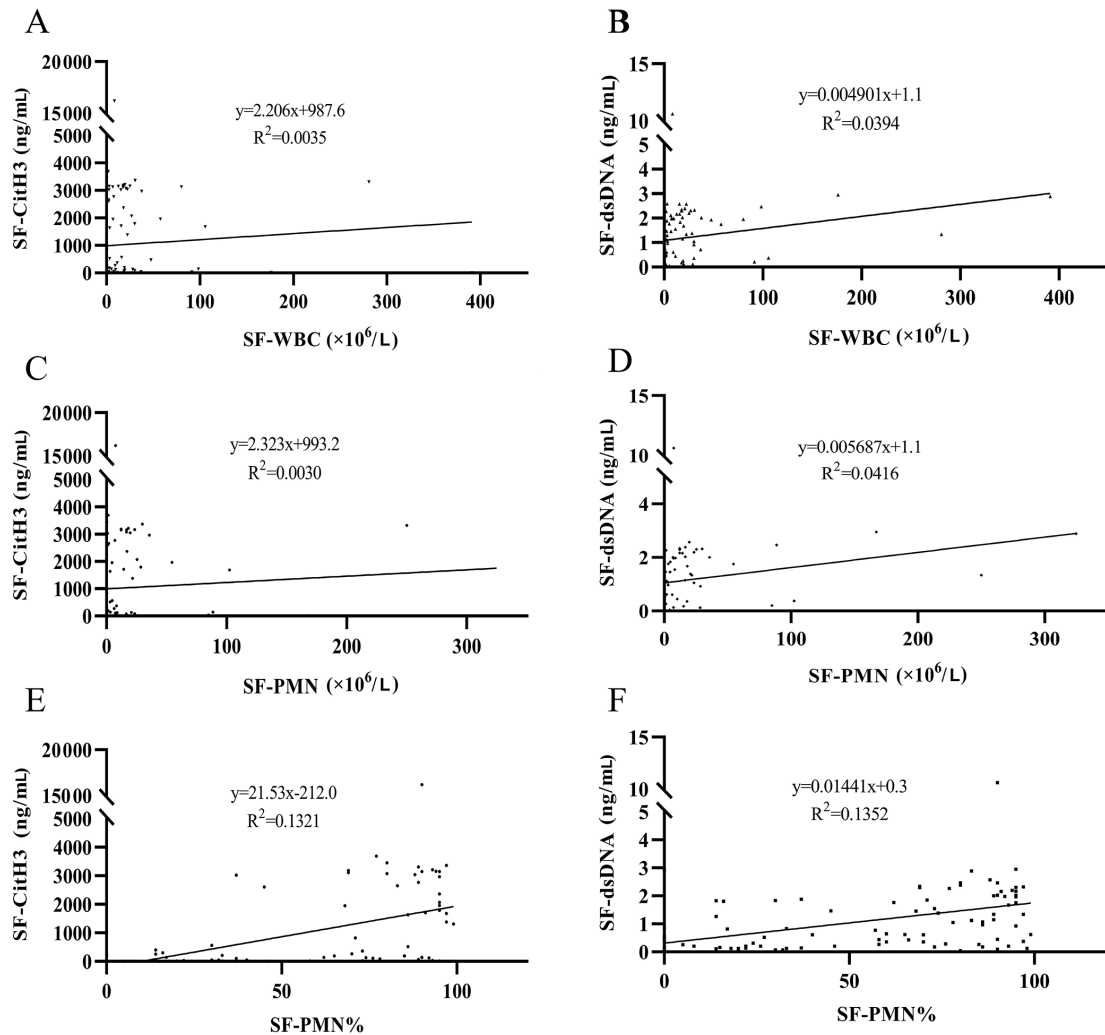 A
SF-CitH3 (ng/mL)
20000
15000
5000
4000
3000
2000
1000
0
y=2.206x+987.6
R²=0.0035
0 100 200 300 400
SF-WBC (×10⁶/L)
B
SF-dsDNA (ng/mL)
15
10
5
4
3
2
1
0
y=0.004901x+1.1
R²=0.0394
0 100 200 300 400
SF-WBC (×10⁶/L)
C
SF-CitH3 (ng/mL)
20000
15000
5000
4000
3000
2000
1000
0
y=2.323x+993.2
R²=0.0030
0 100 200 300
SF-PMN (×10⁶/L)
D
SF-dsDNA (ng/mL)
15
10
4
2
0
y=0.005687x+1.1
R²=0.0416
0 100 200 300
SF-PMN (×10⁶/L)
E
SF-CitH3 (ng/mL)
20000
15000
5000
4000
3000
2000
1000
0
y=21.53x-212.0
R²=0.1321
0 50 100
SF-PMN%
F
SF-dsDNA (ng/mL)
15
10
5
4
3
2
1
0
y=0.01441x+0.3
R²=0.1352
0 50 100
SF-PMN%